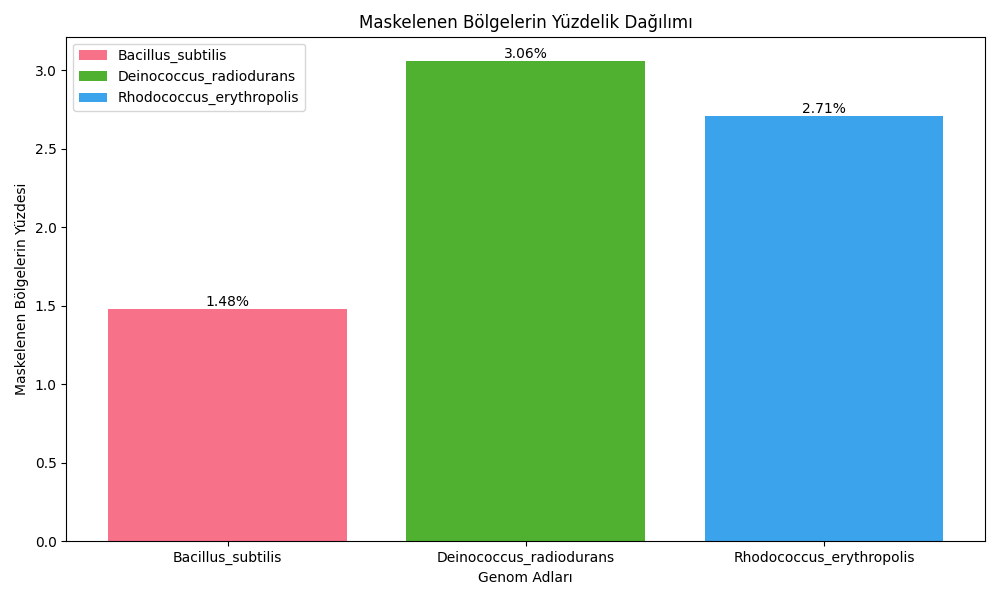 Maskelenen Bölgelerin Yüzdelik Dağılımı
Bacillus_subtilis
Deinococcus_radiodurans
Rhodococcus_erythropolis
3.06%
2.71%
1.48%
Maskelenen Bölgelerin Yüzdesi
3.0
2.5
2.0
1.5
1.0
0.5
0.0
Bacillus_subtilis
Deinococcus_radiodurans
Rhodococcus_erythropolis
Genom Adları